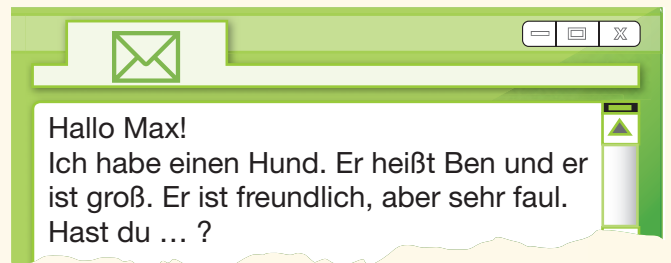 Hallo Max!
Ich habe einen Hund. Er heißt Ben und er
ist groß. Er ist freundlich, aber sehr faul.
Hast du … ?